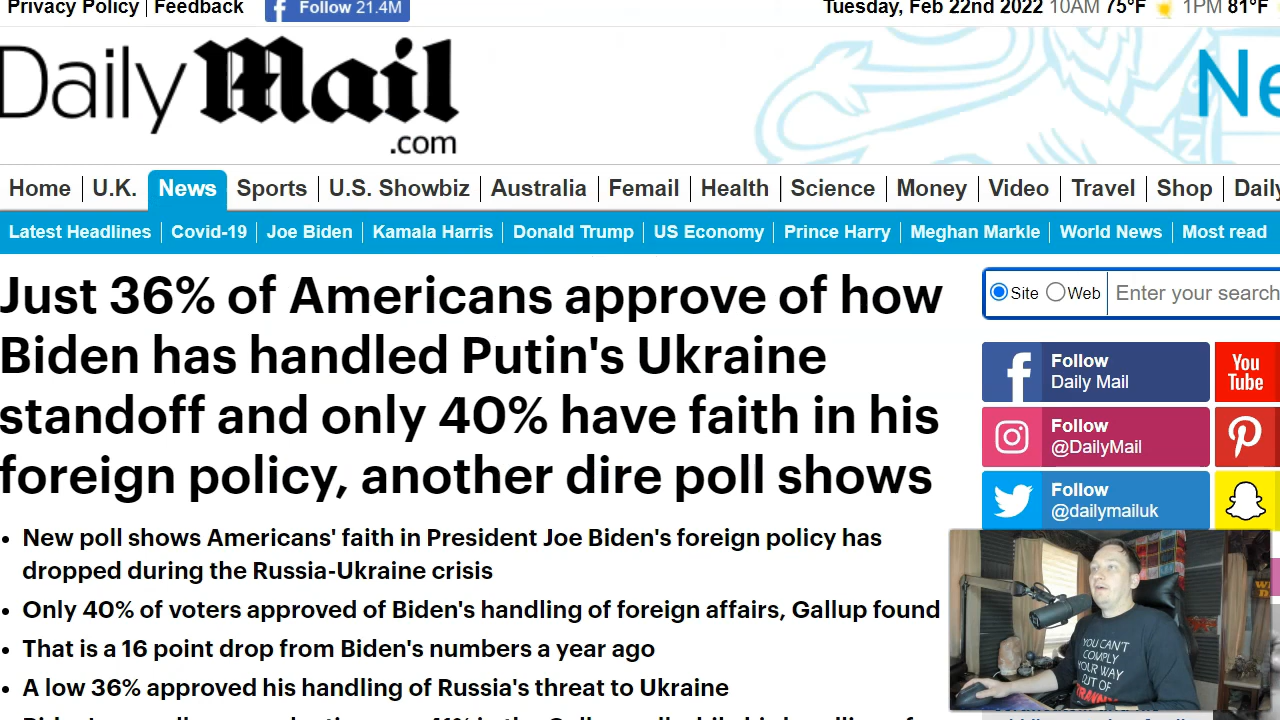 Privacy Policy | Feedback
Follow 21.4M
Tuesday, Feb 22nd 2022 10AM 75°F 1PM 81°F
Daily Mail
.com
Ne
Home U.K. News Sports U.S. Showbiz Australia Femail Health Science Money Video Travel Shop Daily
Latest Headlines Covid-19 Joe Biden Kamala Harris Donald Trump US Economy Prince Harry Meghan Markle World News Most read
Just 36% of Americans approve of how
Biden has handled Putin's Ukraine
standoff and only 40% have faith in his
foreign policy, another dire poll shows
• New poll shows Americans' faith in President Joe Biden's foreign policy has
dropped during the Russia-Ukraine crisis
• Only 40% of voters approved of Biden's handling of foreign affairs, Gallup found
• That is a 16 point drop from Biden's numbers a year ago
• A low 36% approved his handling of Russia's threat to Ukraine
Site Web Enter your search
Follow
Daily Mail
You
Tube
Follow
@DailyMail
Follow
@dailymailuk
YOU CAN'T
COMPLY
YOUR WAY
OUT OF